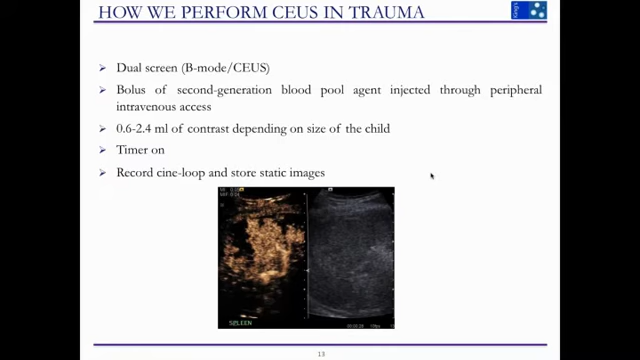 HOW WE PERFORM CEUS IN TRAUMA
Dual screen (B-mode/CEUS)
Bolus of second-generation blood pool agent injected through peripheral
intravenous access
0.6-2.4 ml of contrast depending on size of the child
Timer on
Record cine-loop and store static images
SPLEEN
13